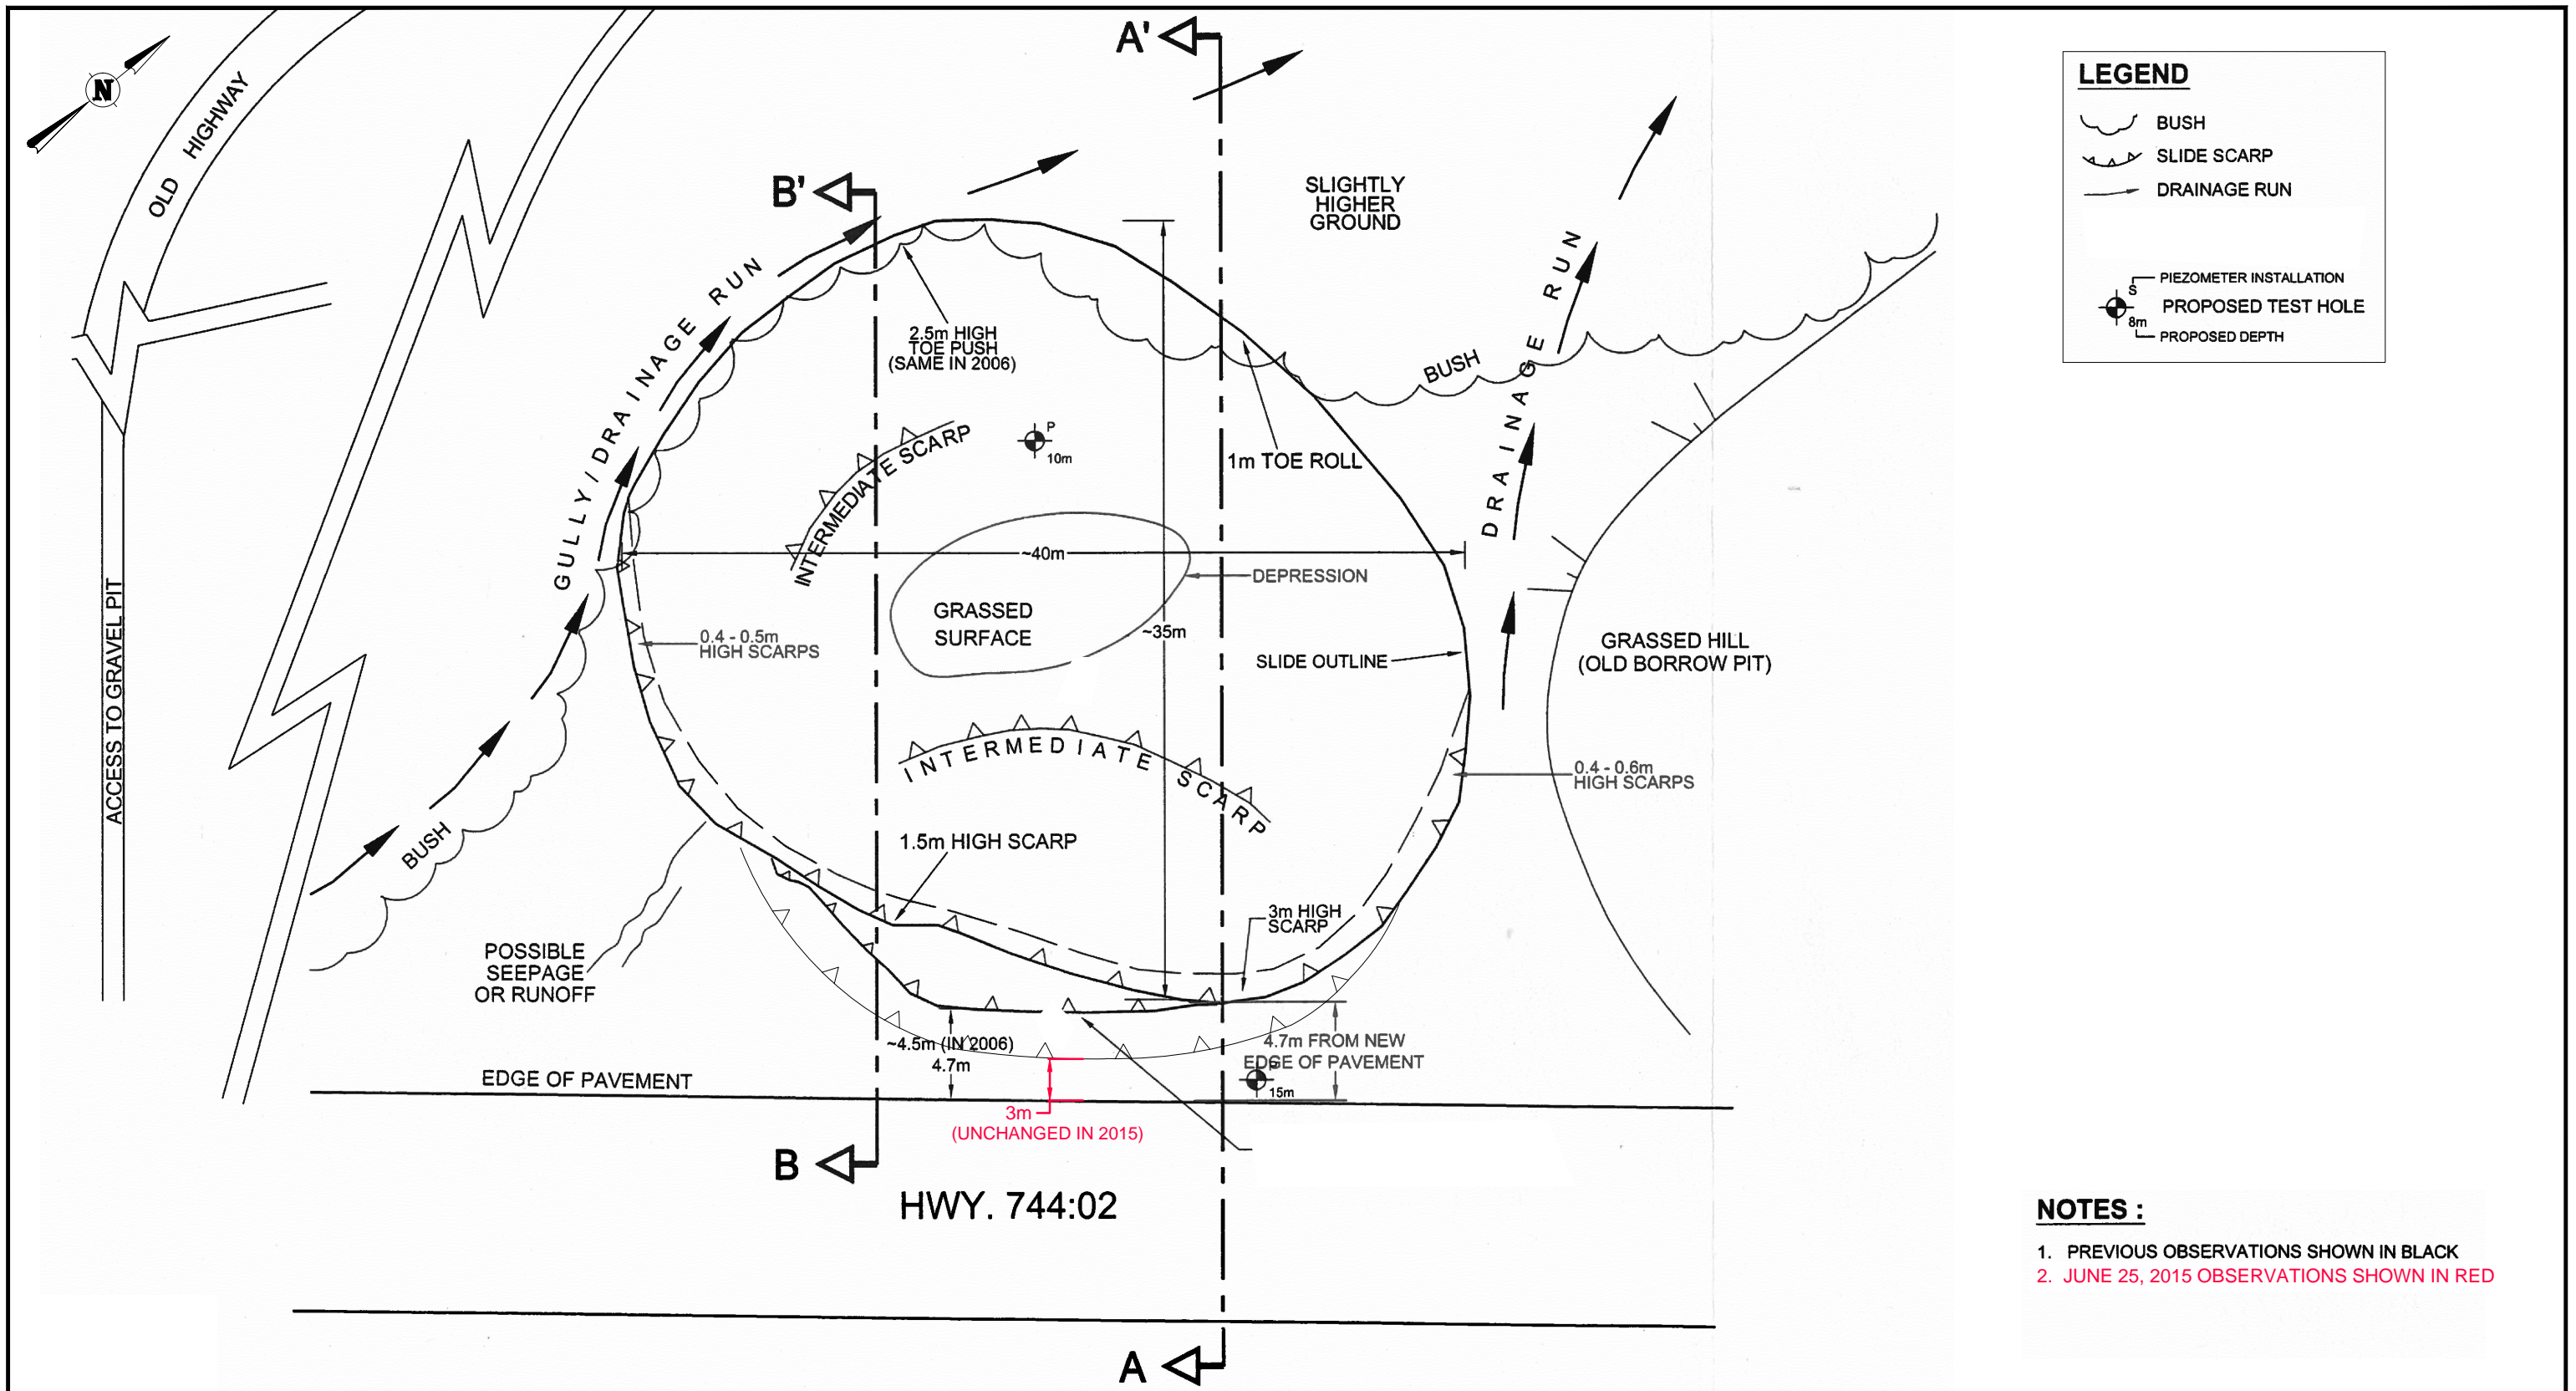 A'
N
OLD HIGHWAY
LEGEND
BUSH
SLIDE SCARP
DRAINAGE RUN
S
PIEZOMETER INSTALLATION
PROPOSED TEST HOLE
8m
PROPOSED DEPTH
B'
SLIGHTLY
HIGHER
GROUND
GULLY/DRAINAGE RUN
2.5m HIGH
TOE PUSH
(SAME IN 2006)
BUSH
DRAINAGE RUN
INTERMEDIATE SCARP
P
10m
1m TOE ROLL
~40m
DEPRESSION
GRASSED
SURFACE
~35m
0.4 - 0.5m
HIGH SCARPS
SLIDE OUTLINE
GRASSED HILL
(OLD BORROW PIT)
ACCESS TO GRAVEL PIT
INTERMEDIATE SCARP
0.4 - 0.6m
HIGH SCARPS
BUSH
1.5m HIGH SCARP
3m HIGH
SCARP
POSSIBLE
SEEPAGE
OR RUNOFF
~4.5m (IN 2006)
4.7m
4.7m FROM NEW
EDGE OF PAVEMENT
15m
EDGE OF PAVEMENT
3m
(UNCHANGED IN 2015)
B
HWY. 744:02
A
NOTES :
1. PREVIOUS OBSERVATIONS SHOWN IN BLACK
2. JUNE 25, 2015 OBSERVATIONS SHOWN IN RED